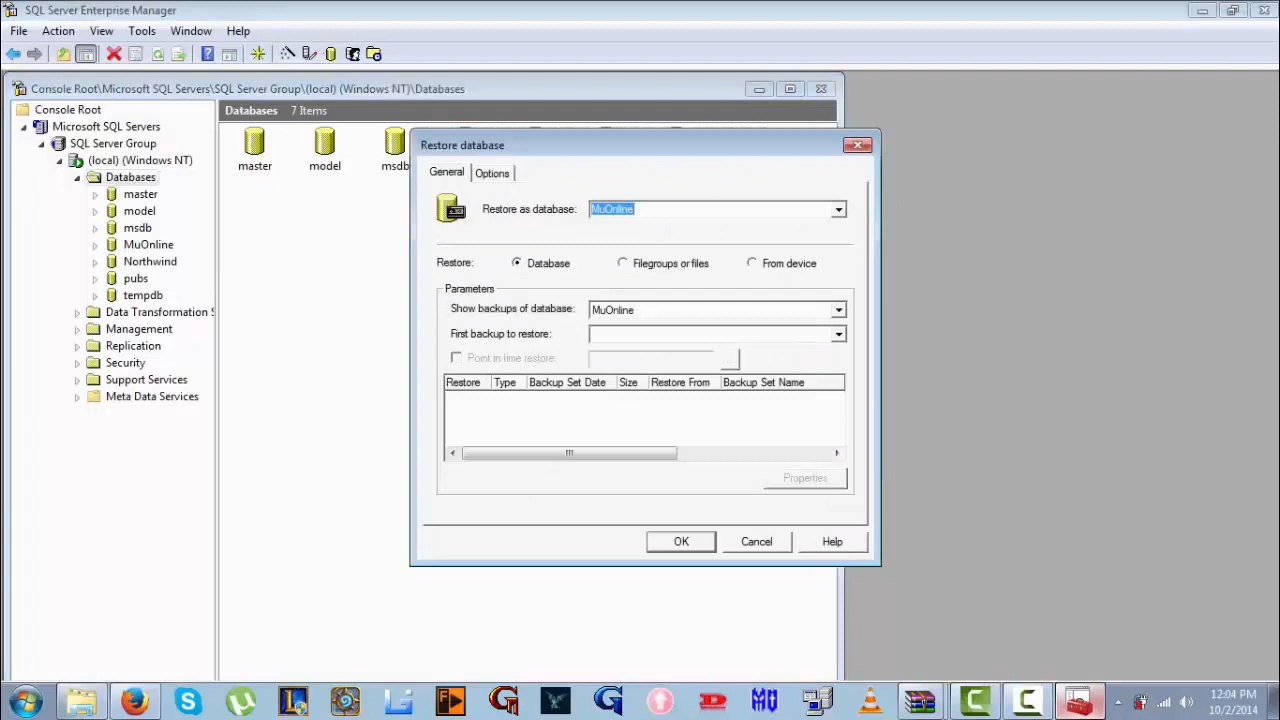 SQL Server Enterprise Manager
File Action View Tools Window Help
Console Root\Microsoft SQL Servers\SQL Server Group\(local) (Windows NT)\Databases
Console Root
Microsoft SQL Servers
SQL Server Group
(local) (Windows NT)
Databases
master
model
msdb
MuOnline
Northwind
pubs
tempdb
Data Transformation S
Management
Replication
Security
Support Services
Meta Data Services
Databases 7 Items
master model msdb
Restore database
General Options
Restore as database: MuOnline
Restore: Database Filegroups or files From device
Parameters
Show backups of database: MuOnline
First backup to restore:
Point in time restore: ...
Restore Type Backup Set Date Size Restore From Backup Set Name
Properties
OK Cancel Help
12:04 PM
10/2/2014